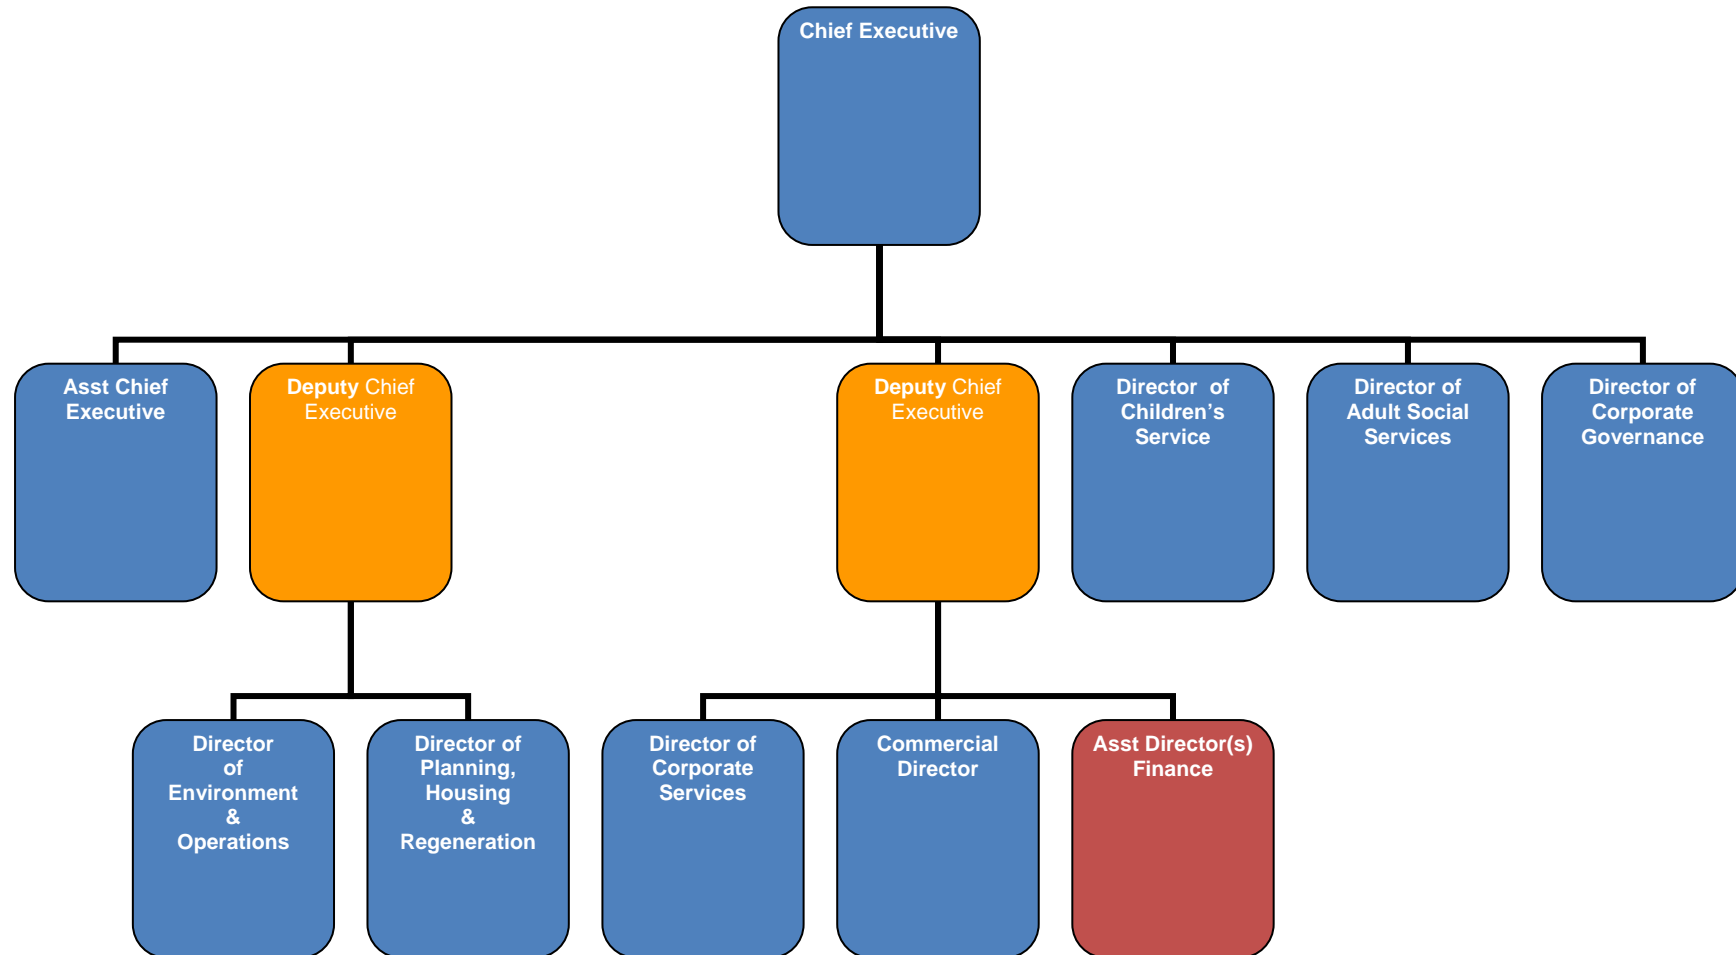 Chief Executive
Asst Chief
Executive
Deputy Chief
Executive
Deputy Chief
Executive
Director of
Children’s
Service
Director of
Adult Social
Services
Director of
Corporate
Governance
Director
of
Environment
&
Operations
Director of
Planning,
Housing
&
Regeneration
Director of
Corporate
Services
Commercial
Director
Asst Director(s)
Finance